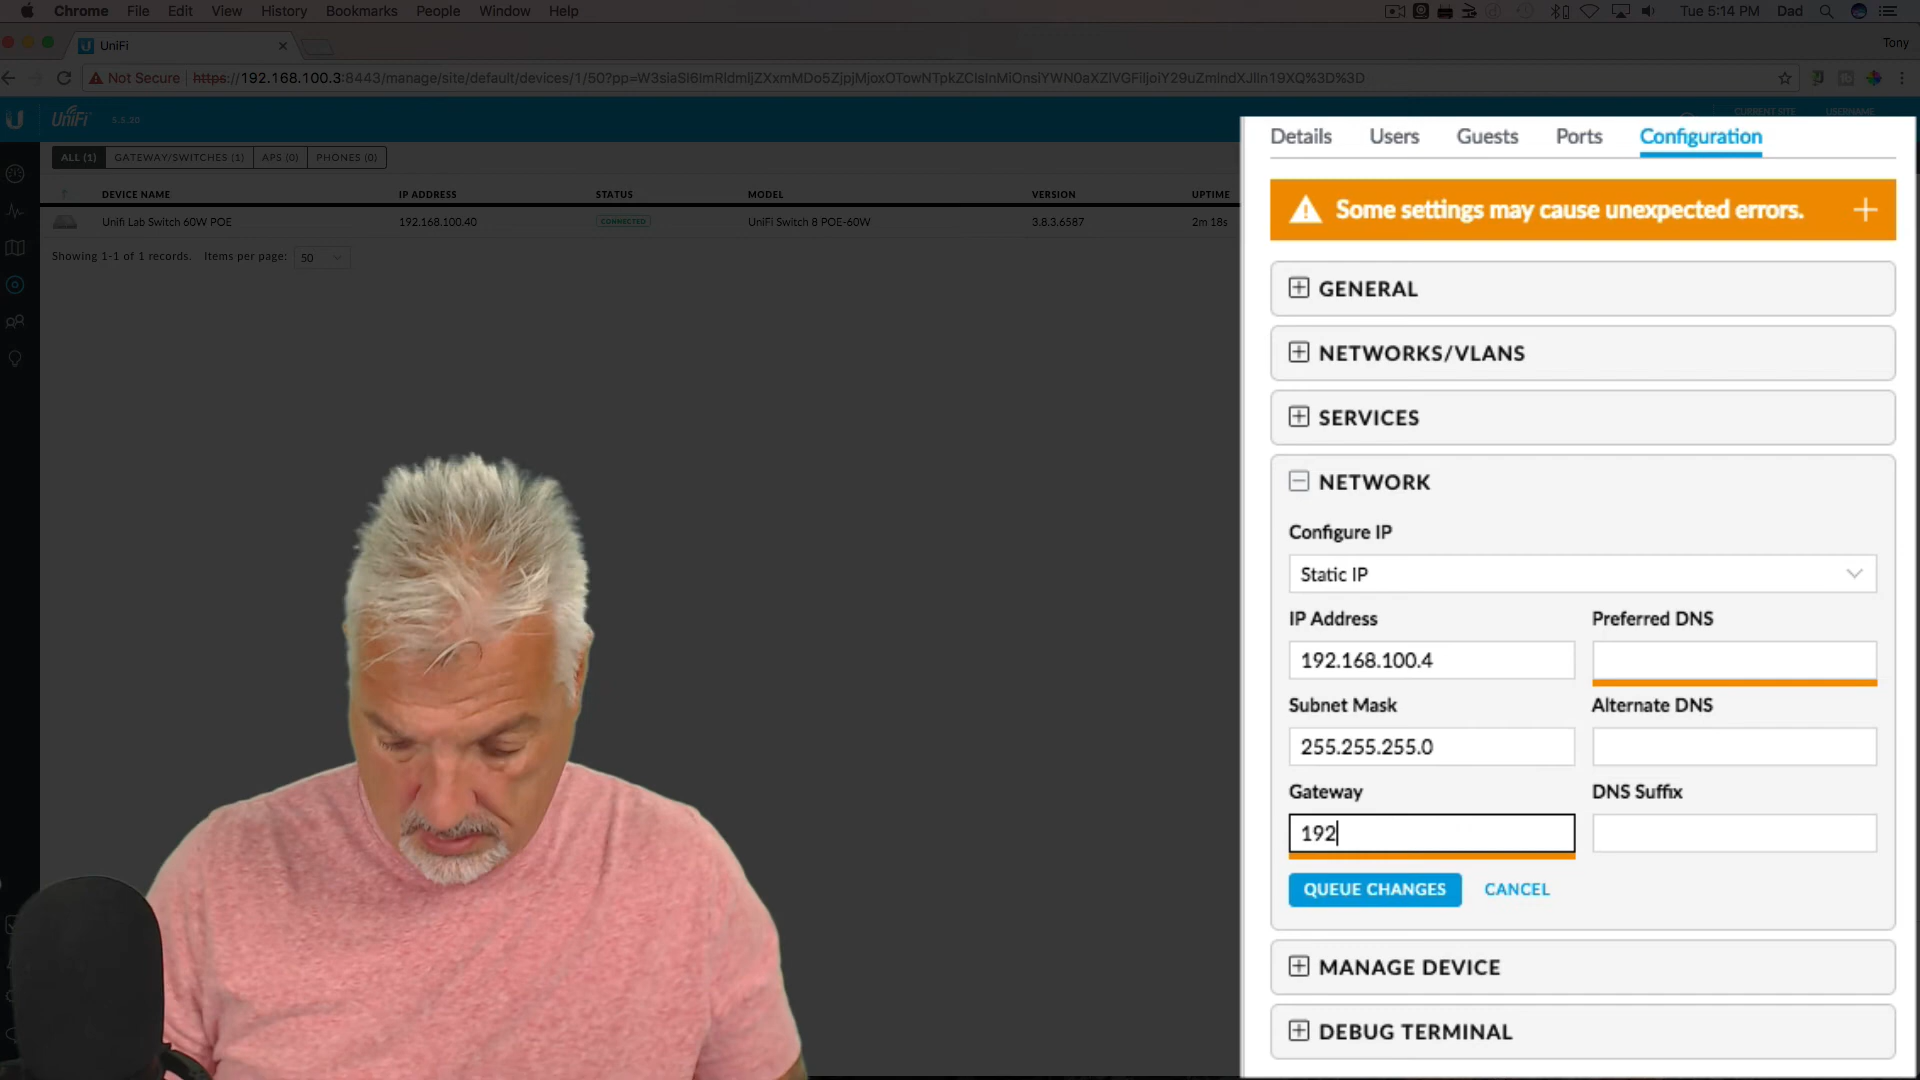 Chrome File Edit View History Bookmarks People Window Help Tue 5:14 PM Dad
UniFi Tony
Not Secure https://192.168.100.3:8443/manage/site/default/devices/1/50?pp=
UniFi 5.5.20 CURRENT SITE USERNAME
ALL (1) GATEWAY/SWITCHES (1) APS (0) PHONES (0)
DEVICE NAME IP ADDRESS STATUS MODEL VERSION UPTIME
Unifi Lab Switch 60W POE 192.168.100.40 CONNECTED UniFi Switch 8 POE-60W 3.8.3.6587 2m 18s
Showing 1-1 of 1 records. Items per page: 50
Details Users Guests Ports Configuration
Some settings may cause unexpected errors.
GENERAL
NETWORKS/VLANS
SERVICES
NETWORK
Configure IP
Static IP
IP Address Preferred DNS
192.168.100.4
Subnet Mask Alternate DNS
255.255.255.0
Gateway DNS Suffix
192
QUEUE CHANGES CANCEL
MANAGE DEVICE
DEBUG TERMINAL